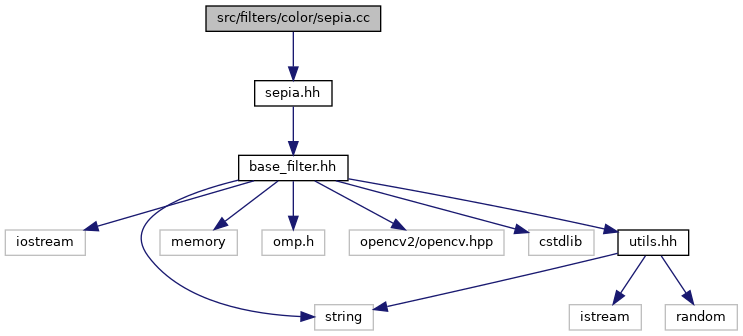 src/filters/color/sepia.cc
sepia.hh
base_filter.hh
iostream
memory
omp.h
opencv2/opencv.hpp
cstdlib
utils.hh
string
istream
random